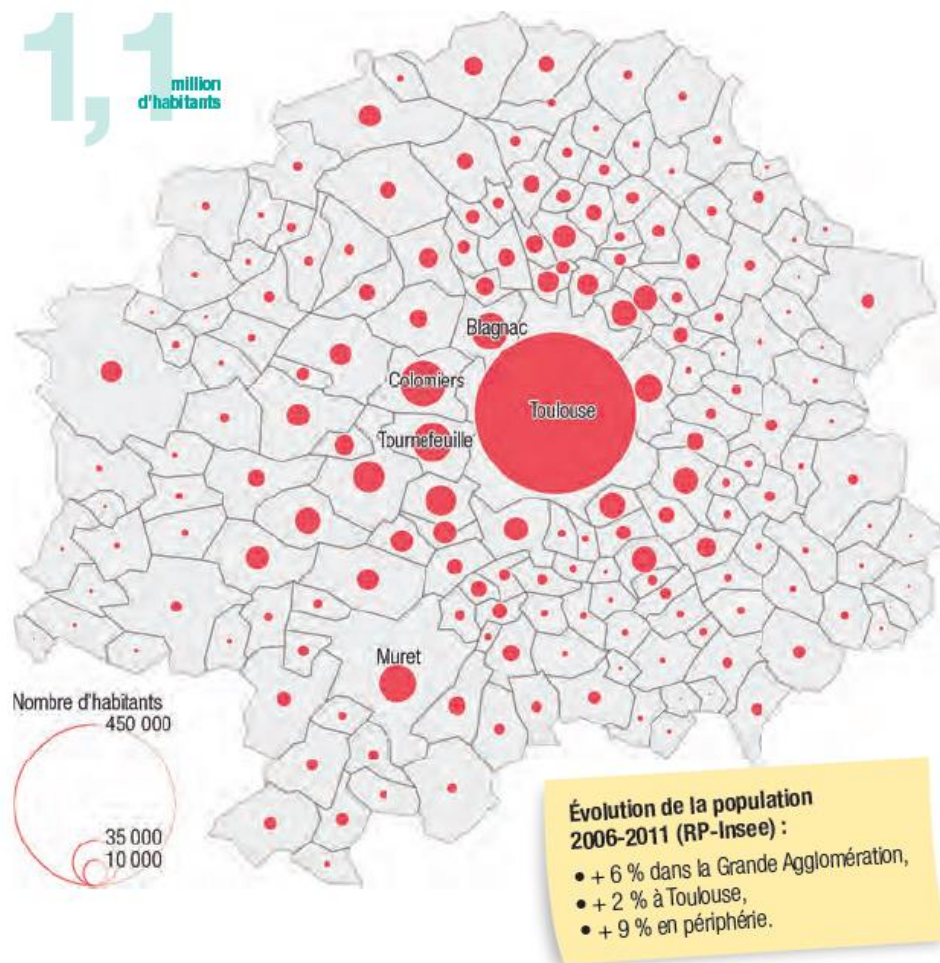 1,1
million
d'habitants
Blagnac
Colomiers
Toulouse
Tournefeuille
Muret
Nombre d'habitants
450 000
35 000
10 000
Évolution de la population
2006-2011 (RP-Insee) :
• + 6 % dans la Grande Agglomération,
• + 2 % à Toulouse,
• + 9 % en périphérie.